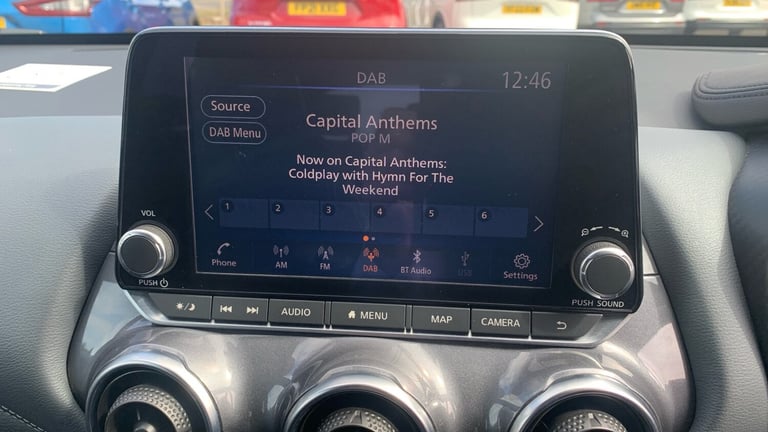 DAB
12:46
Source
Capital Anthems
DAB Menu
POP M
Now on Capital Anthems:
Coldplay with Hymn For The
Weekend
1 2 3 4 5 6
VOL
Phone AM FM DAB BT Audio USB Settings
PUSH
PUSH SOUND
AUDIO MENU MAP CAMERA